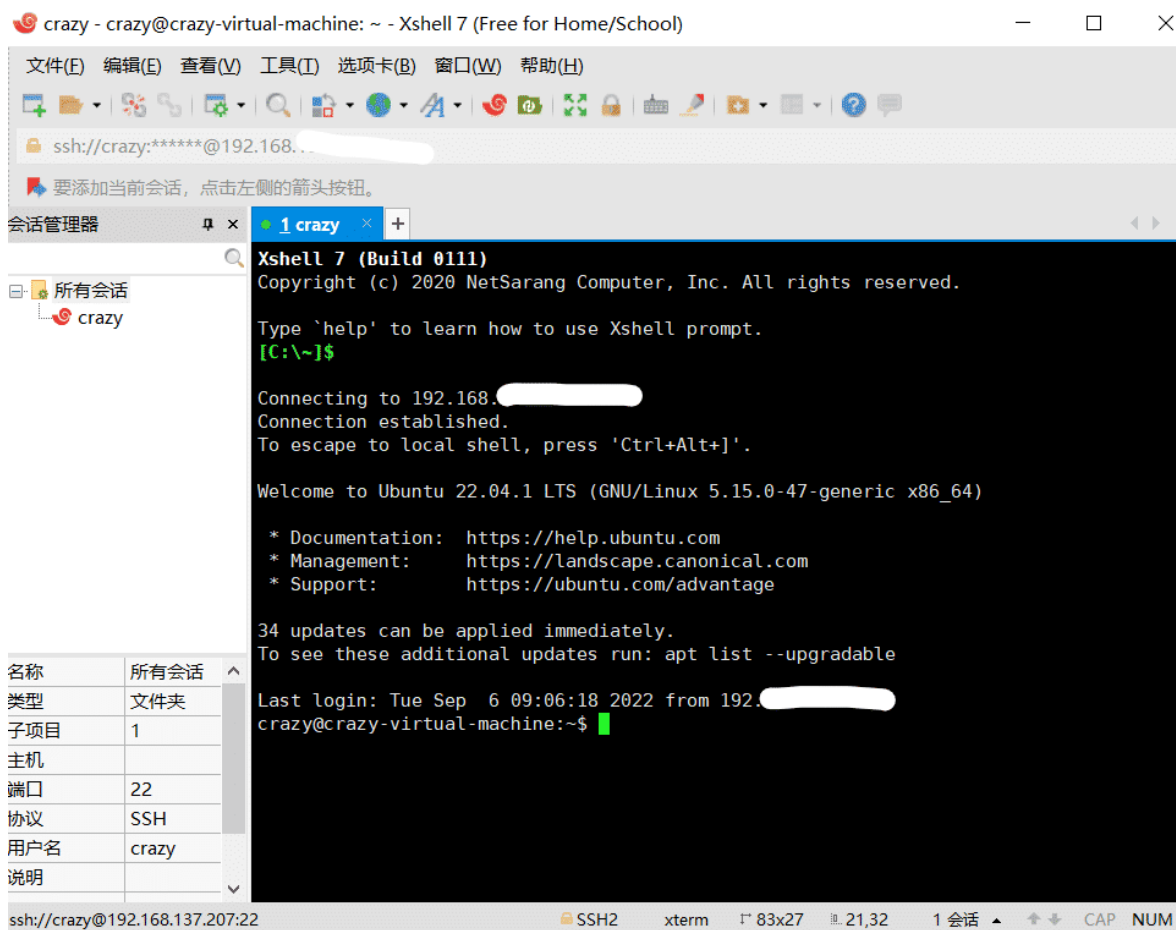 crazy - crazy@crazy-virtual-machine: ~ - Xshell 7 (Free for Home/School)
文件(F) 编辑(E) 查看(V) 工具(T) 选项卡(B) 窗口(W) 帮助(H)
ssh://crazy:******@192.168.
要添加当前会话，点击左侧的箭头按钮。
会话管理器
1 crazy
所有会话
crazy
Xshell 7 (Build 0111)
Copyright (c) 2020 NetSarang Computer, Inc. All rights reserved.
Type `help' to learn how to use Xshell prompt.
[C:\~]$
Connecting to 192.168.
Connection established.
To escape to local shell, press 'Ctrl+Alt+]'.
Welcome to Ubuntu 22.04.1 LTS (GNU/Linux 5.15.0-47-generic x86_64)
* Documentation:  https://help.ubuntu.com
* Management:     https://landscape.canonical.com
* Support:        https://ubuntu.com/advantage
34 updates can be applied immediately.
To see these additional updates run: apt list --upgradable
Last login: Tue Sep  6 09:06:18 2022 from 192.
crazy@crazy-virtual-machine:~$
名称 所有会话
类型 文件夹
子项目 1
主机
端口 22
协议 SSH
用户名 crazy
说明
ssh://crazy@192.168.137.207:22 SSH2 xterm 83x27 21,32 1 会话 CAP NUM